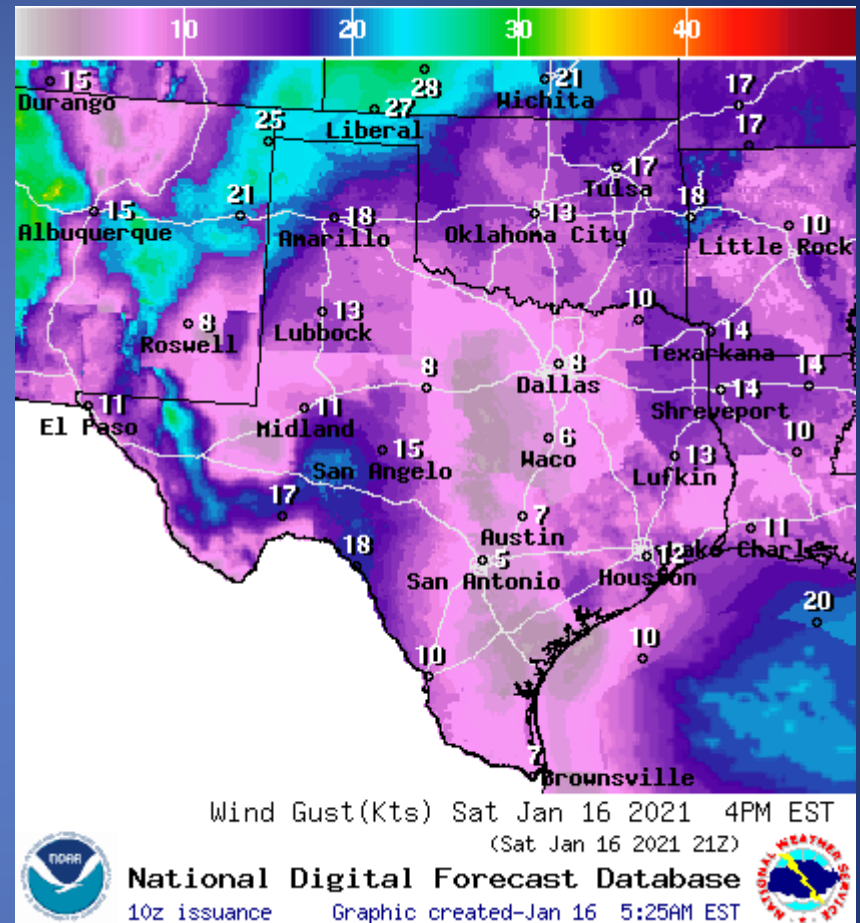 10 20 30 40
15
Durango
28
27
Liberal
21
Wichita
17
17
25
15
Albuquerque
21
18
Amarillo
13
Oklahoma City
17
Tulsa
18
10
Little Rock
8
Roswell
13
Lubbock
10
14
Texarkana
8
8
Dallas
14
Shreveport
14
11
El Paso
11
Midland
15
San Angelo
6
Waco
13
Lufkin
10
17
18
7
Austin
5
San Antonio
12
Houston
11
Lake Charle
20
10
10
7
Brownsville
Wind Gust(Kts) Sat Jan 16 2021 4PM EST
(Sat Jan 16 2021 21Z)
NOAA
National Digital Forecast Database
10z issuance Graphic created-Jan 16 5:25AM EST
NATIONAL WEATHER SERVICE